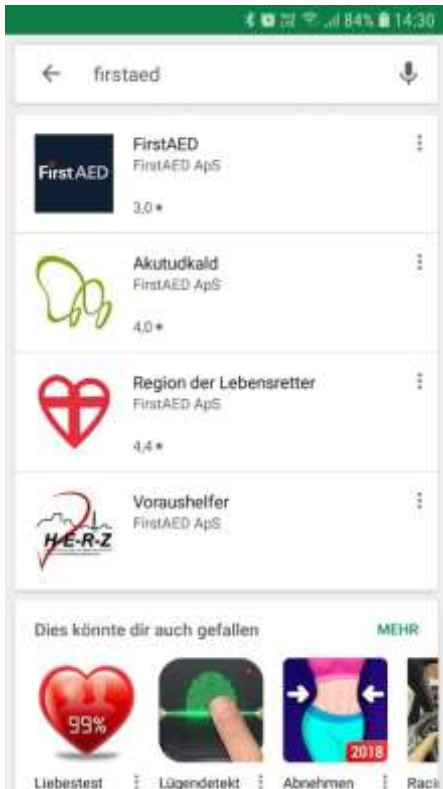 84% 14:30
firstaed
FirstAED
FirstAED
FirstAED ApS
3,0★
Akutudkald
FirstAED ApS
4,0★
Region der Lebensretter
FirstAED ApS
4,4★
H-E-R-Z
Voraushelfer
FirstAED ApS
Dies könnte dir auch gefallen
MEHR
99%
2018
Liebestest
Lügendetekt
Abnehmen